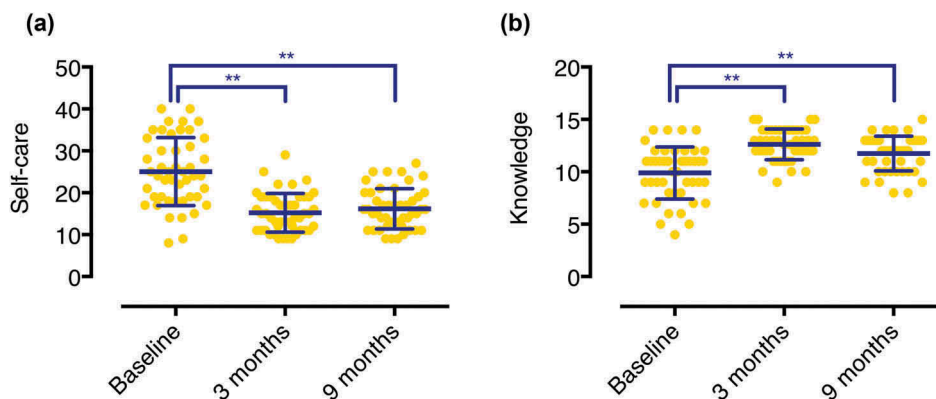 (a)
**
**
50
40
30
20
10
0
Self-care
Baseline
3 months
9 months
(b)
**
**
20
15
10
5
0
Knowledge
Baseline
3 months
9 months